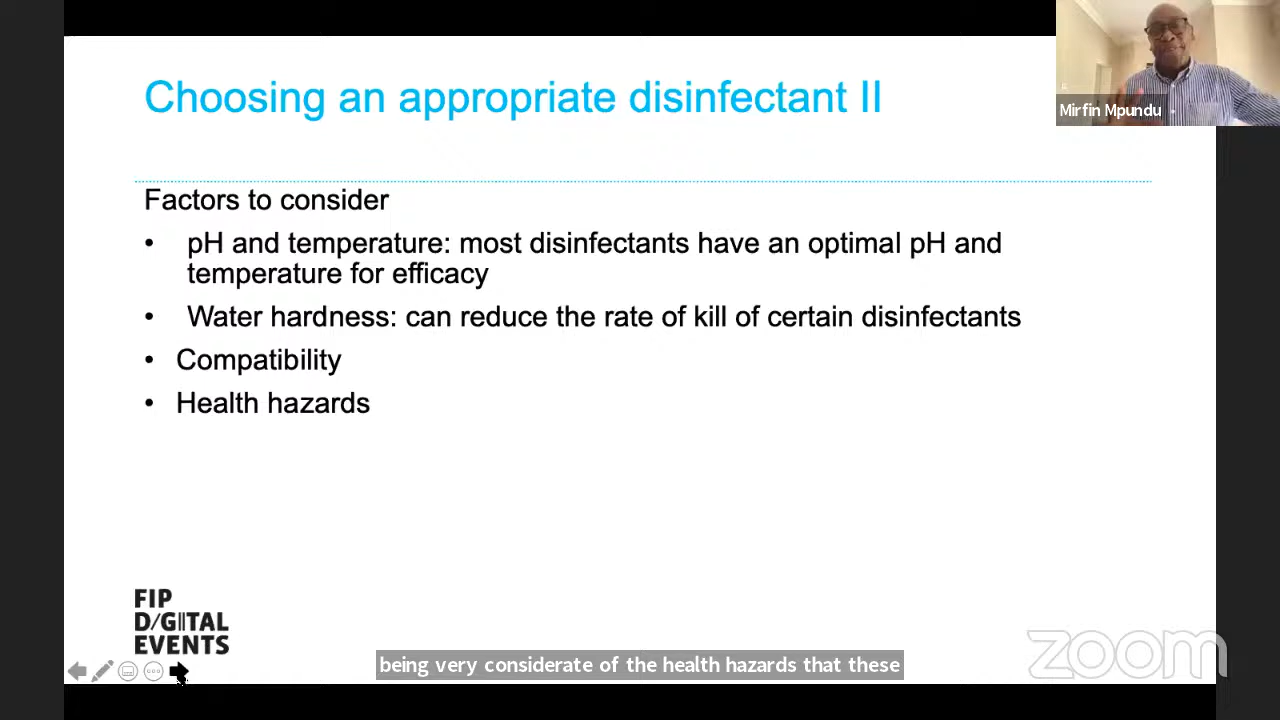 Choosing an appropriate disinfectant II
Mirfin Mpundu
Factors to consider
• pH and temperature: most disinfectants have an optimal pH and
temperature for efficacy
• Water hardness: can reduce the rate of kill of certain disinfectants
• Compatibility
• Health hazards
FIP
D/GIITAL
EVENTS
being very considerate of the health hazards that these
zoom